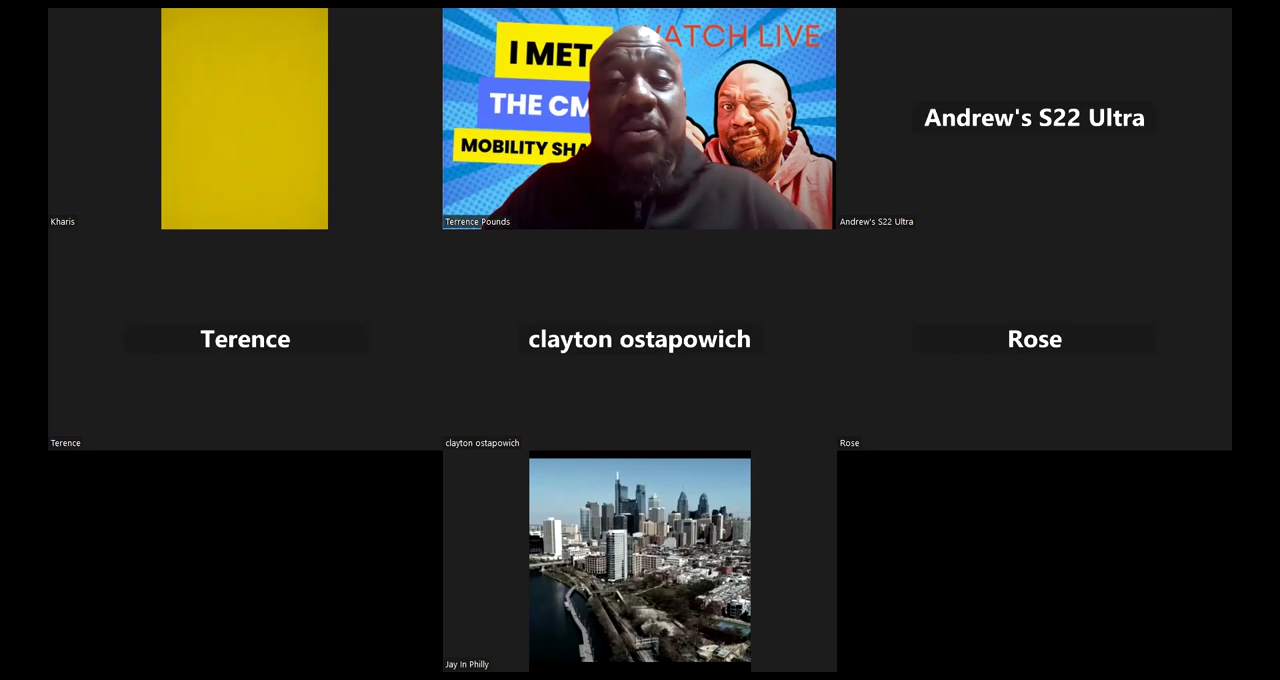 I MET
WATCH LIVE
THE CM
MOBILITY SHA
Andrew's S22 Ultra
Kharis
Terrence Pounds
Andrew's S22 Ultra
Terence
clayton ostapowich
Rose
Terence
clayton ostapowich
Rose
Jay In Philly